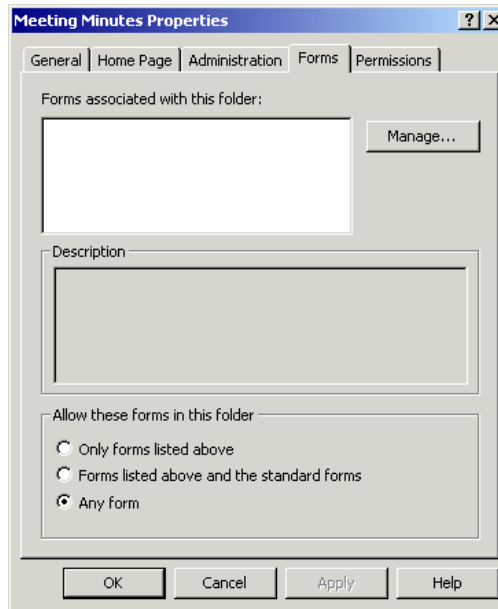 Meeting Minutes Properties
General Home Page Administration Forms Permissions
Forms associated with this folder:
Manage...
Description
Allow these forms in this folder
Only forms listed above
Forms listed above and the standard forms
Any form
OK Cancel Apply Help